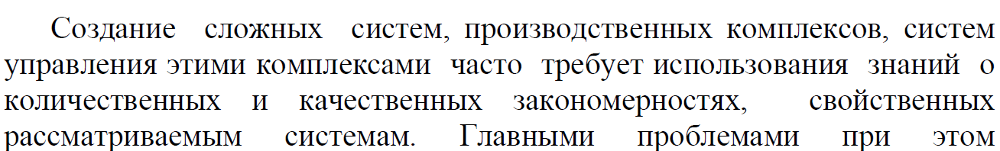 Создание сложных систем, производственных комплексов, систем
управления этими комплексами часто требует использования знаний о
количественных и качественных закономерностях, свойственных
рассматриваемым системам. Главными проблемами при этом